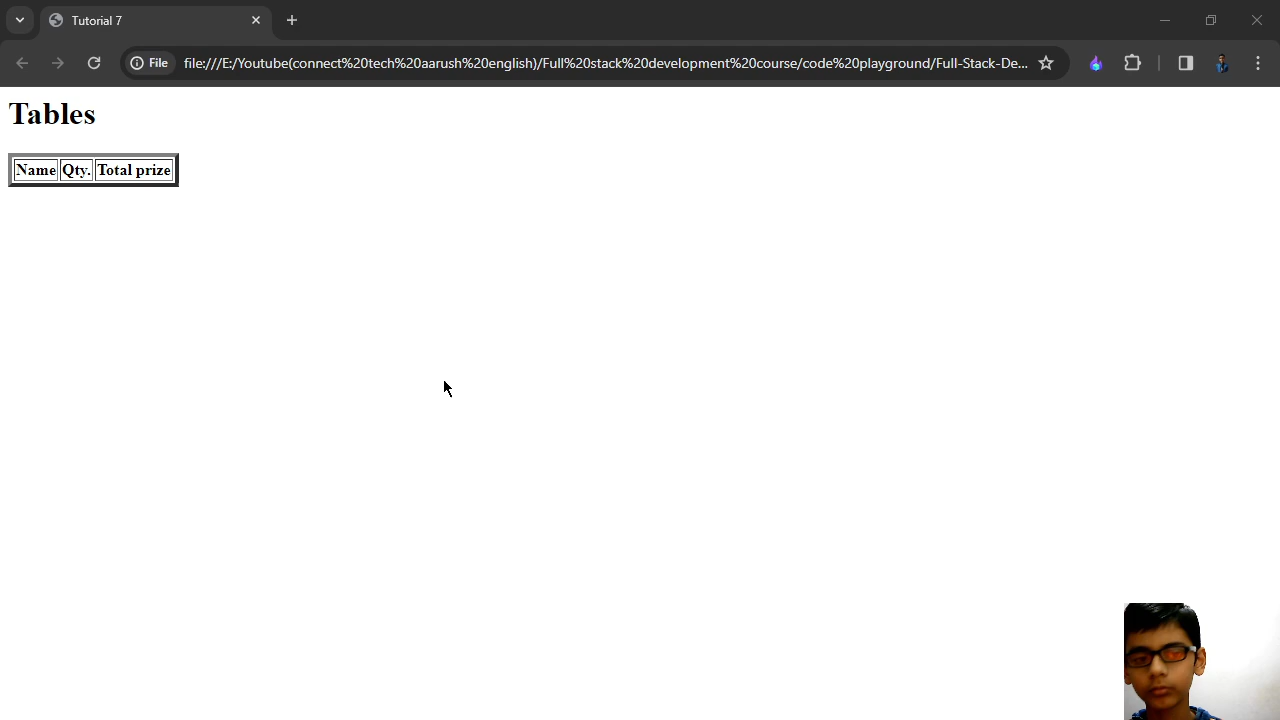 Tutorial 7
File
file:///E:/Youtube(connect%20tech%20aarush%20english)/Full%20stack%20development%20course/code%20playground/Full-Stack-De...
Tables
Name Qty. Total prize